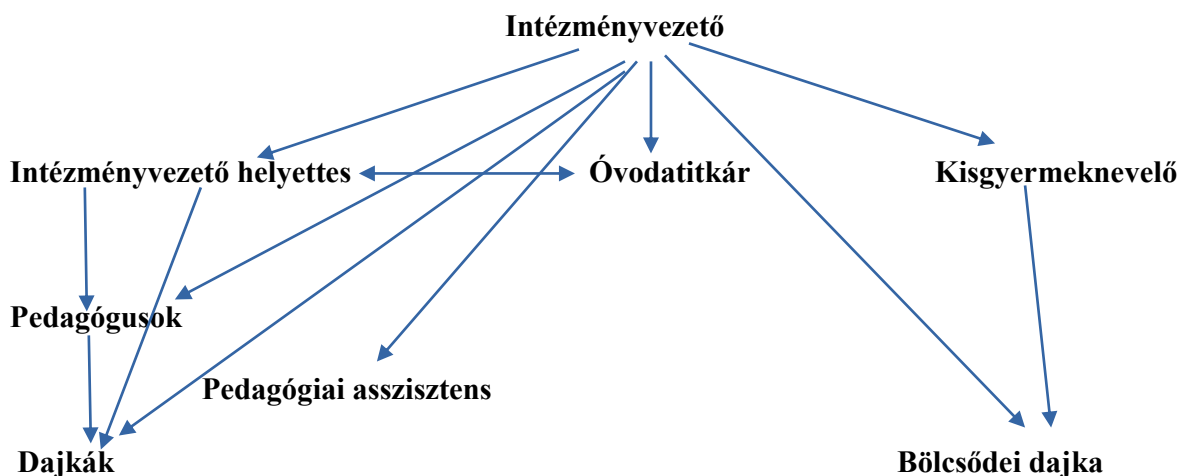 Intézményvezető
Intézményvezető helyettes
Óvodatitkár
Kisgyermeknevelő
Pedagógusok
Pedagógiai asszisztens
Dajkák
Bölcsődei dajka